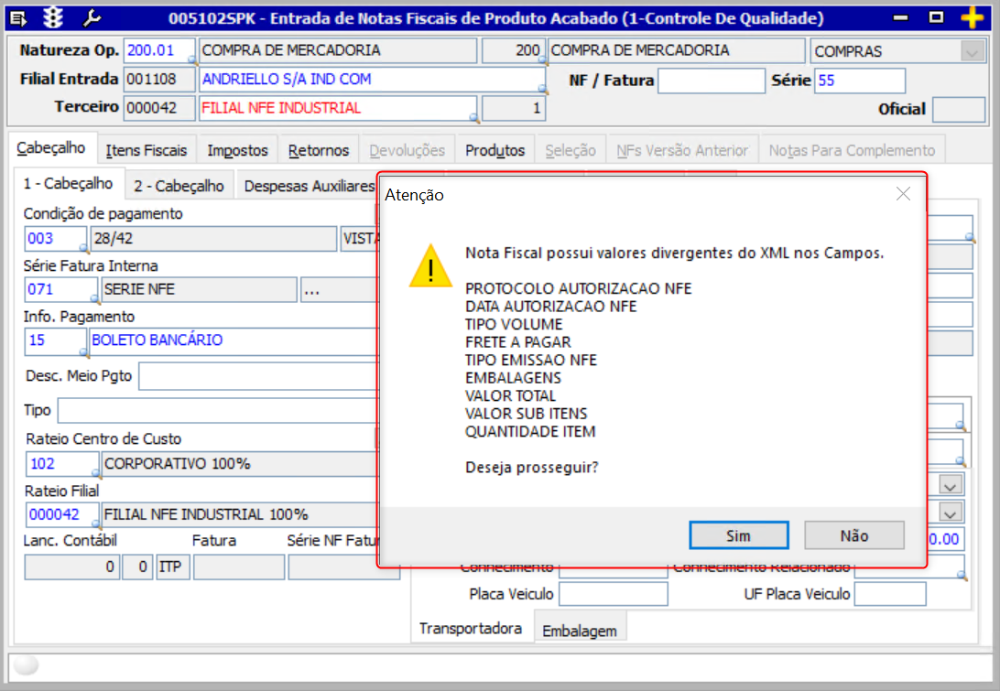 005102SPK - Entrada de Notas Fiscais de Produto Acabado (1-Controle De Qualidade)
Natureza Op. 200.01 COMPRA DE MERCADORIA 200 COMPRA DE MERCADORIA COMPRAS
Filial Entrada 001108 ANDRIELLO S/A IND COM NF / Fatura Série 55
Terceiro 000042 FILIAL NFE INDUSTRIAL 1 Oficial
Cabeçalho Itens Fiscais Impostos Retornos Devoluções Produtos Seleção NFs Versão Anterior Notas Para Complemento
1 - Cabeçalho 2 - Cabeçalho Despesas Auxiliares
Condição de pagamento
003 28/42 VISTA
Série Fatura Interna
071 SERIE NFE ...
Info. Pagamento
15 BOLETO BANCÁRIO
Desc. Meio Pgto
Tipo
Rateio Centro de Custo
102 CORPORATIVO 100%
Rateio Filial
000042 FILIAL NFE INDUSTRIAL 100%
Lanc. Contábil Fatura Série NF Fatur
0 0 ITP
Atenção
Nota Fiscal possui valores divergentes do XML nos Campos.
PROTOCOLO AUTORIZACAO NFE
DATA AUTORIZACAO NFE
TIPO VOLUME
FRETE A PAGAR
TIPO EMISSAO NFE
EMBALAGENS
VALOR TOTAL
VALOR SUB ITENS
QUANTIDADE ITEM
Deseja prosseguir?
Sim Não
0.00
Conhecimento Conhecimento Relacionado
Placa Veiculo UF Placa Veiculo
Transportadora Embalagem